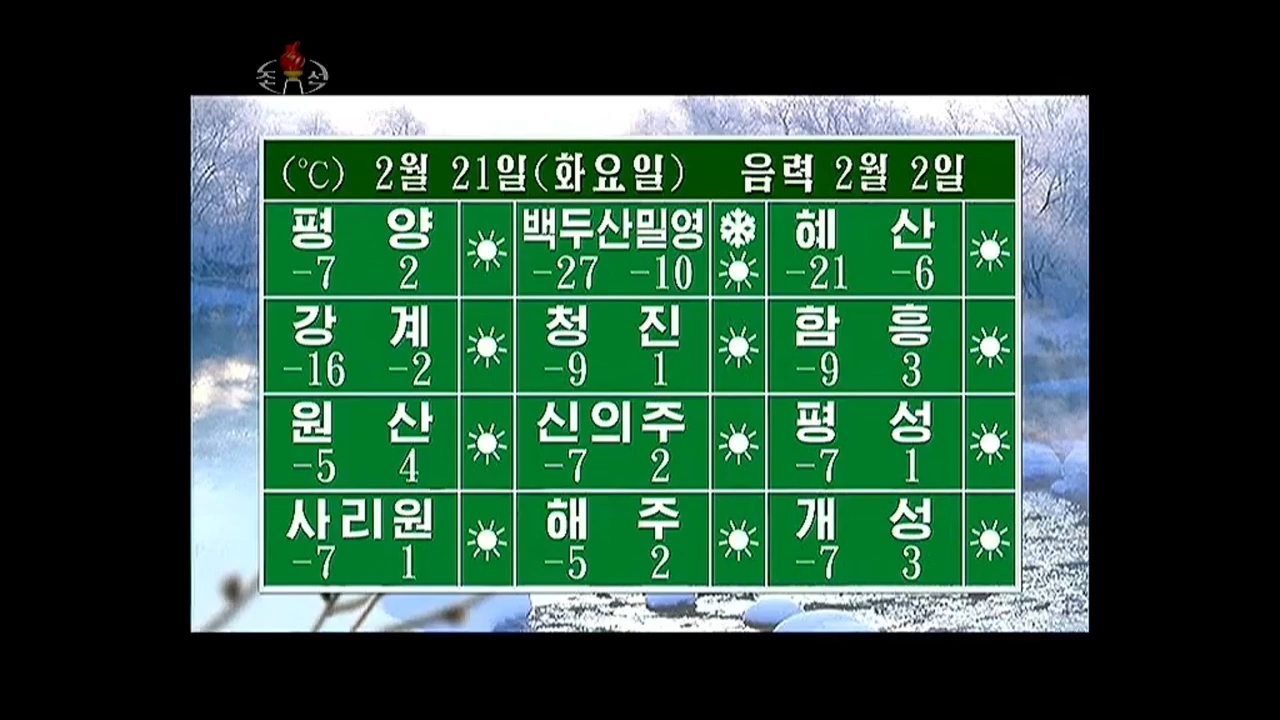 조선
(℃) 2월 21일(화요일) 음력 2월 2일
평양 백두산밀영 혜산
-7 2 -27 -10 -21 -6
강계 청진 함흥
-16 -2 -9 1 -9 3
원산 신의주 평성
-5 4 -7 2 -7 1
사리원 해주 개성
-7 1 -5 2 -7 3